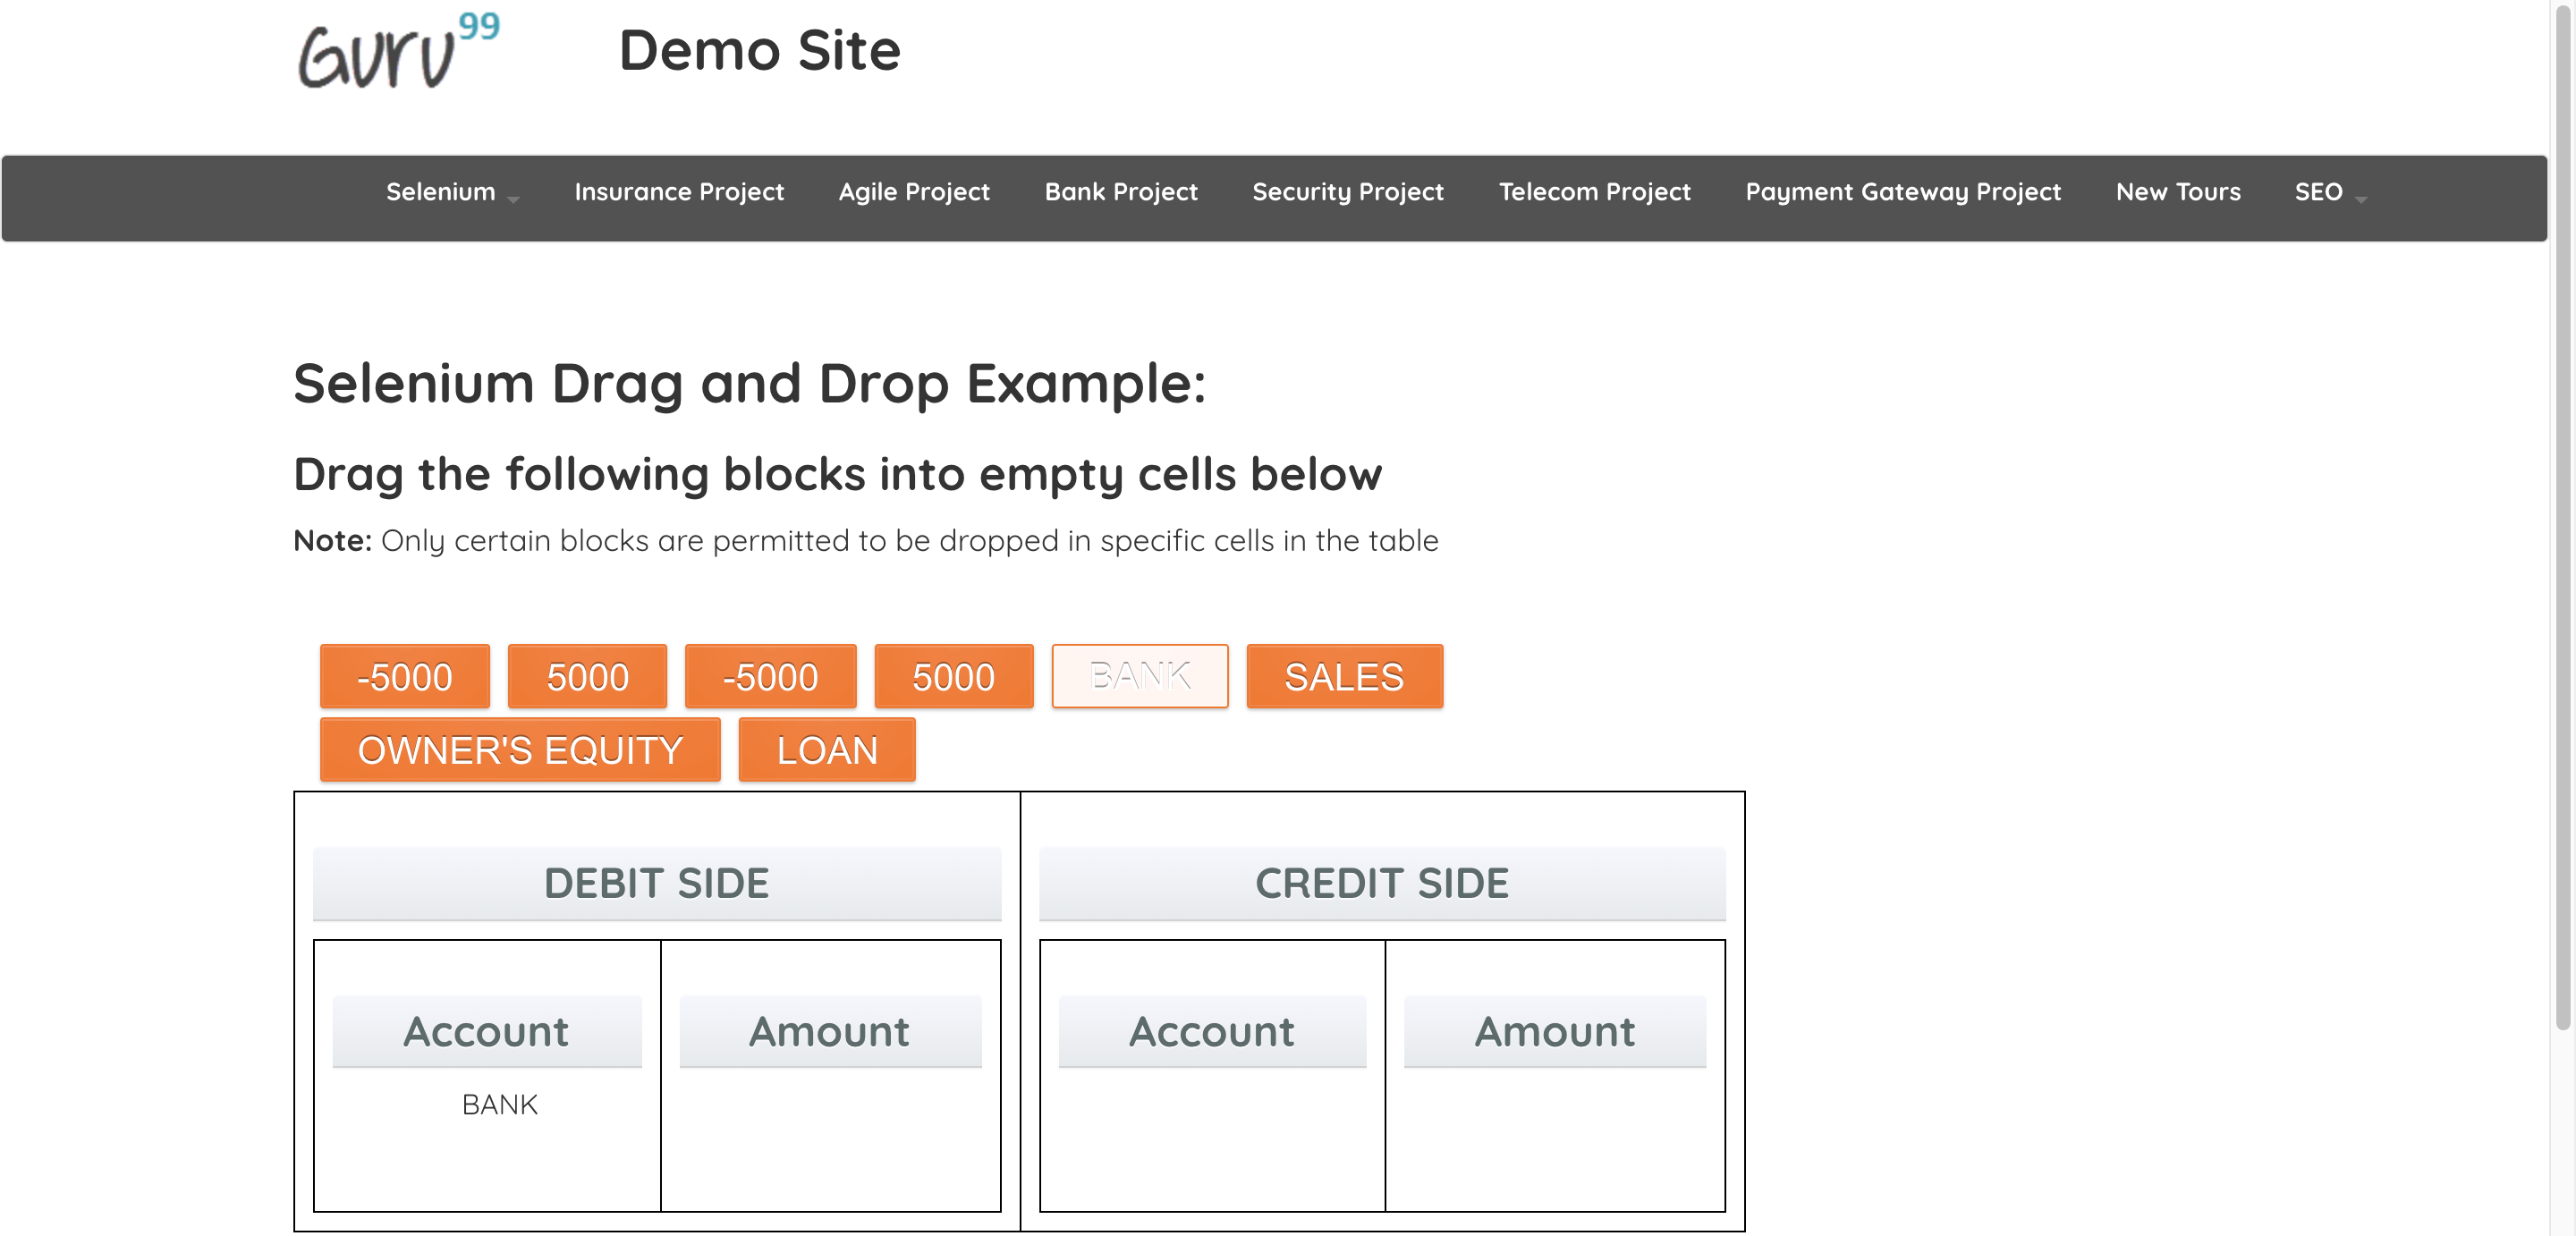 Guru99 Demo Site
Selenium Insurance Project Agile Project Bank Project Security Project Telecom Project Payment Gateway Project New Tours SEO
Selenium Drag and Drop Example:
Drag the following blocks into empty cells below
Note: Only certain blocks are permitted to be dropped in specific cells in the table
-5000 5000 -5000 5000 BANK SALES
OWNER'S EQUITY LOAN
DEBIT SIDE CREDIT SIDE
Account Amount Account Amount
BANK